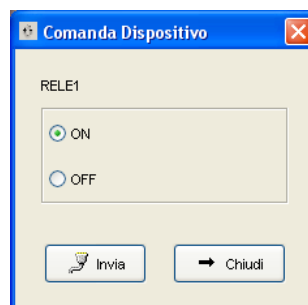 Comanda Dispositivo
RELE1
ON
OFF
Invia
Chiudi